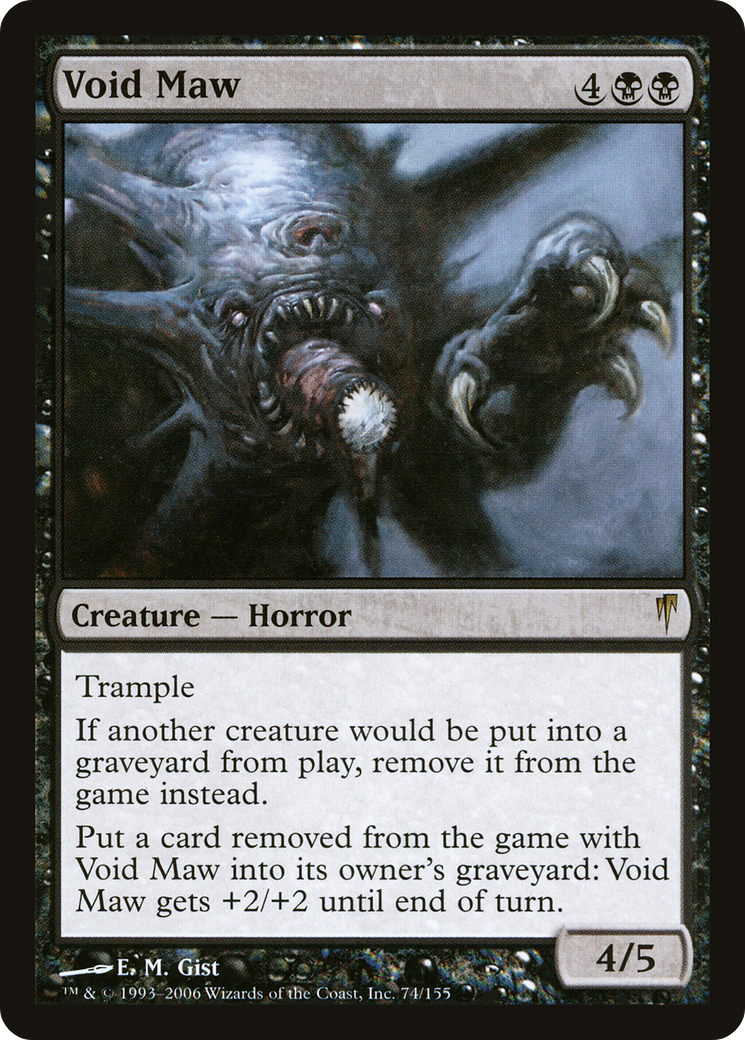 Void Maw 4
Creature — Horror
Trample
If another creature would be put into a
graveyard from play, remove it from the
game instead.
Put a card removed from the game with
Void Maw into its owner's graveyard: Void
Maw gets +2/+2 until end of turn.
4/5
E. M. Gist
™ & © 1993–2006 Wizards of the Coast, Inc. 74/155